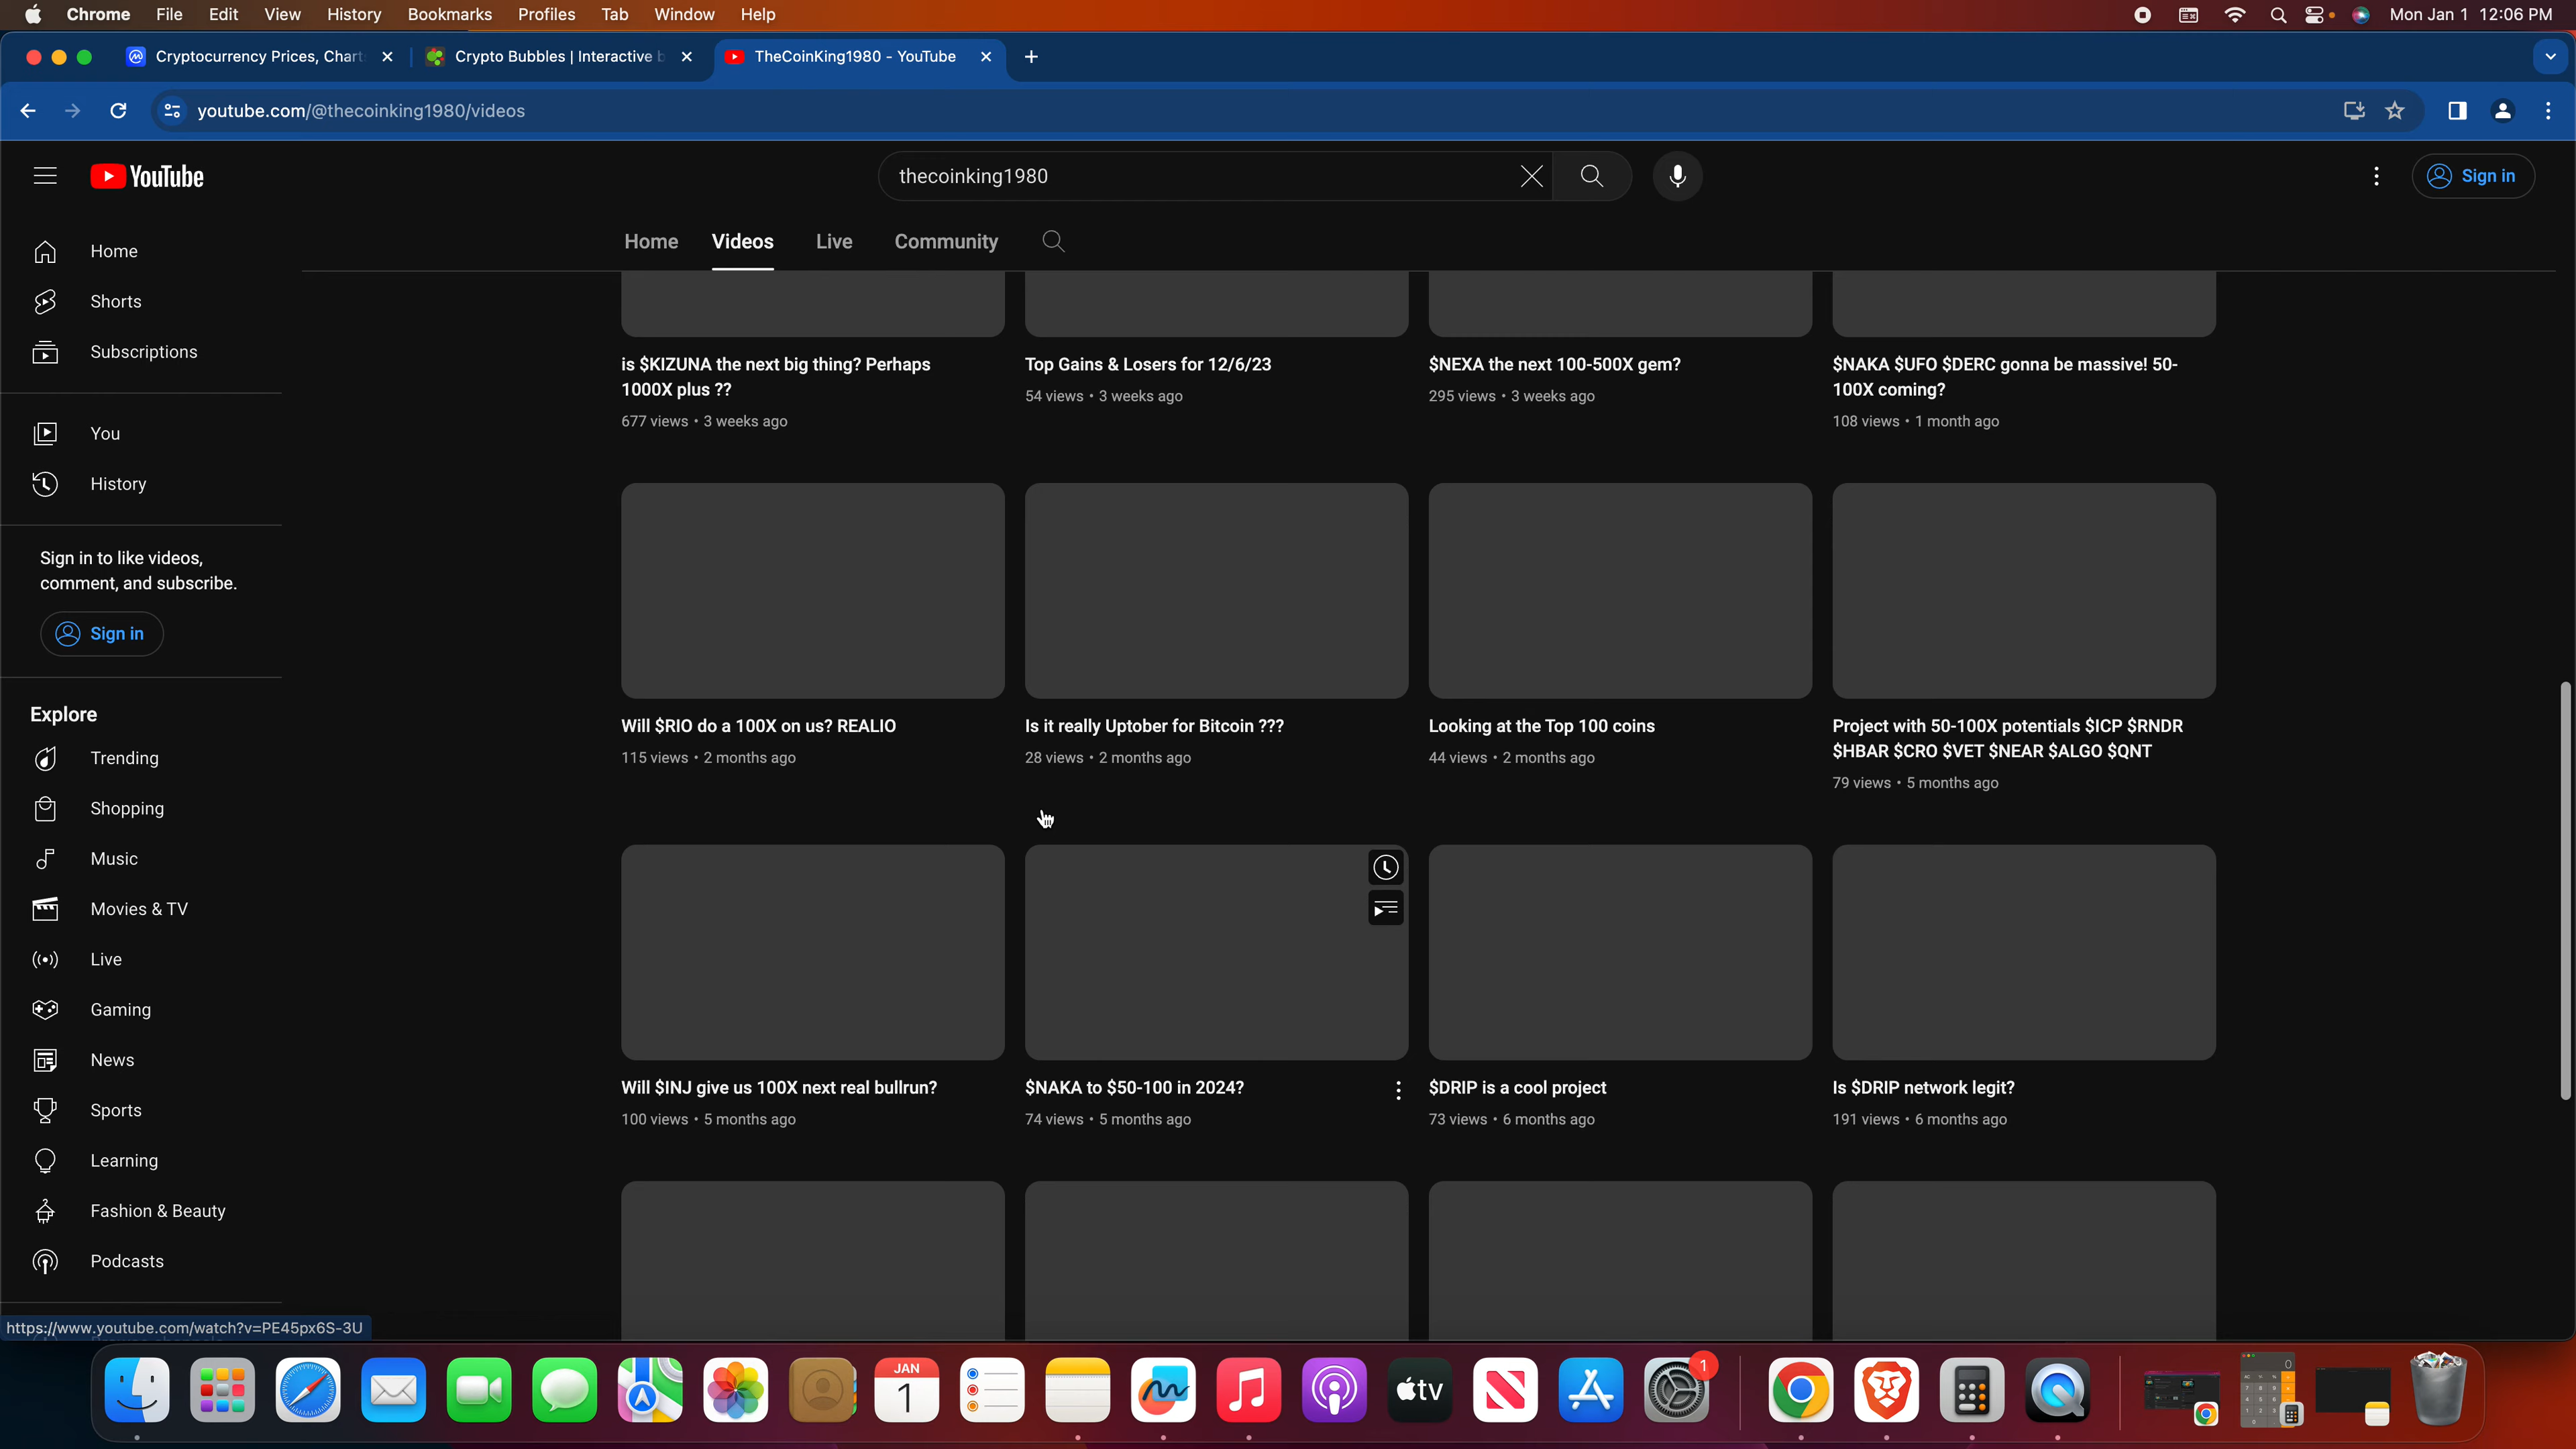 Chrome File Edit View History Bookmarks Profiles Tab Window Help Mon Jan 1 12:06 PM
Cryptocurrency Prices, Chart Crypto Bubbles | Interactive b TheCoinKing1980 - YouTube
youtube.com/@thecoinking1980/videos
YouTube thecoinking1980 Sign in
Home Videos Live Community
Home
Shorts
Subscriptions
You
History
Sign in to like videos,
comment, and subscribe.
Sign in
Explore
Trending
Shopping
Music
Movies & TV
Live
Gaming
News
Sports
Learning
Fashion & Beauty
Podcasts
is $KIZUNA the next big thing? Perhaps
1000X plus ??
677 views • 3 weeks ago
Top Gains & Losers for 12/6/23
54 views • 3 weeks ago
$NEXA the next 100-500X gem?
295 views • 3 weeks ago
$NAKA $UFO $DERC gonna be massive! 50-
100X coming?
108 views • 1 month ago
Will $RIO do a 100X on us? REALIO
115 views • 2 months ago
Is it really Uptober for Bitcoin ???
28 views • 2 months ago
Looking at the Top 100 coins
44 views • 2 months ago
Project with 50-100X potentials $ICP $RNDR
$HBAR $CRO $VET $NEAR $ALGO $QNT
79 views • 5 months ago
Will $INJ give us 100X next real bullrun?
100 views • 5 months ago
$NAKA to $50-100 in 2024?
74 views • 5 months ago
$DRIP is a cool project
73 views • 6 months ago
Is $DRIP network legit?
191 views • 6 months ago
https://www.youtube.com/watch?v=PE45px6S-3U
JAN
1
tv
1